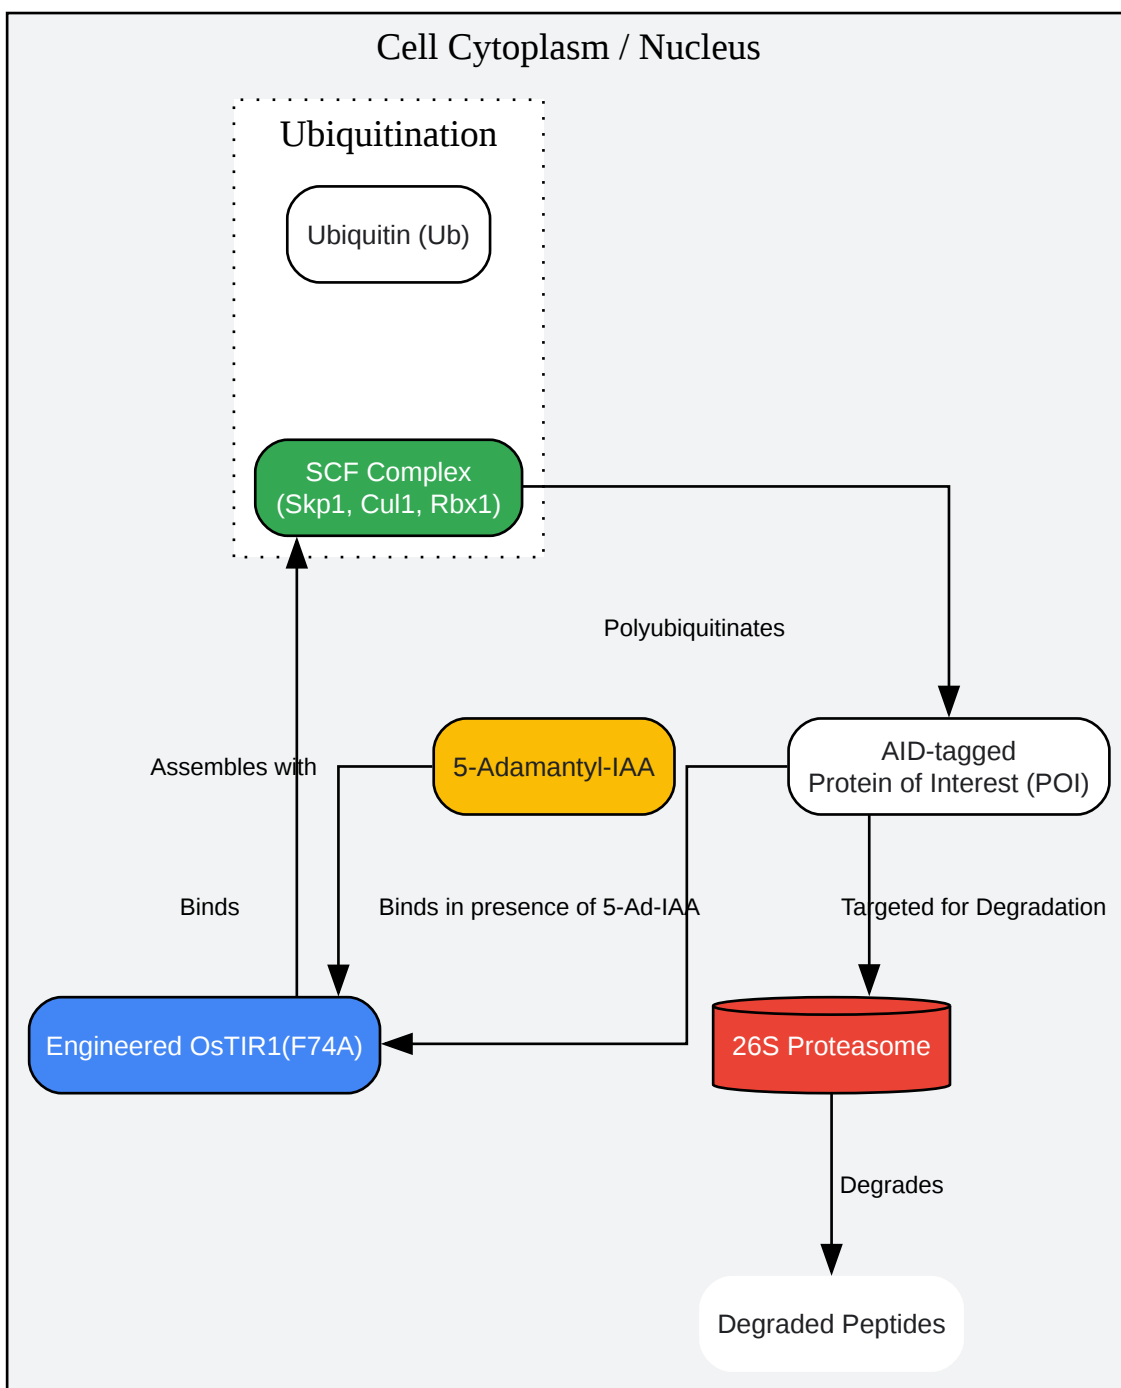 Cell Cytoplasm / Nucleus
Ubiquitination
Ubiquitin (Ub)
SCF Complex
(Skp1, Cul1, Rbx1)
Polyubiquitinates
Assembles with
5-Adamantyl-IAA
AID-tagged
Protein of Interest (POI)
Binds
Binds in presence of 5-Ad-IAA
Targeted for Degradation
Engineered OsTIR1(F74A)
26S Proteasome
Degrades
Degraded Peptides